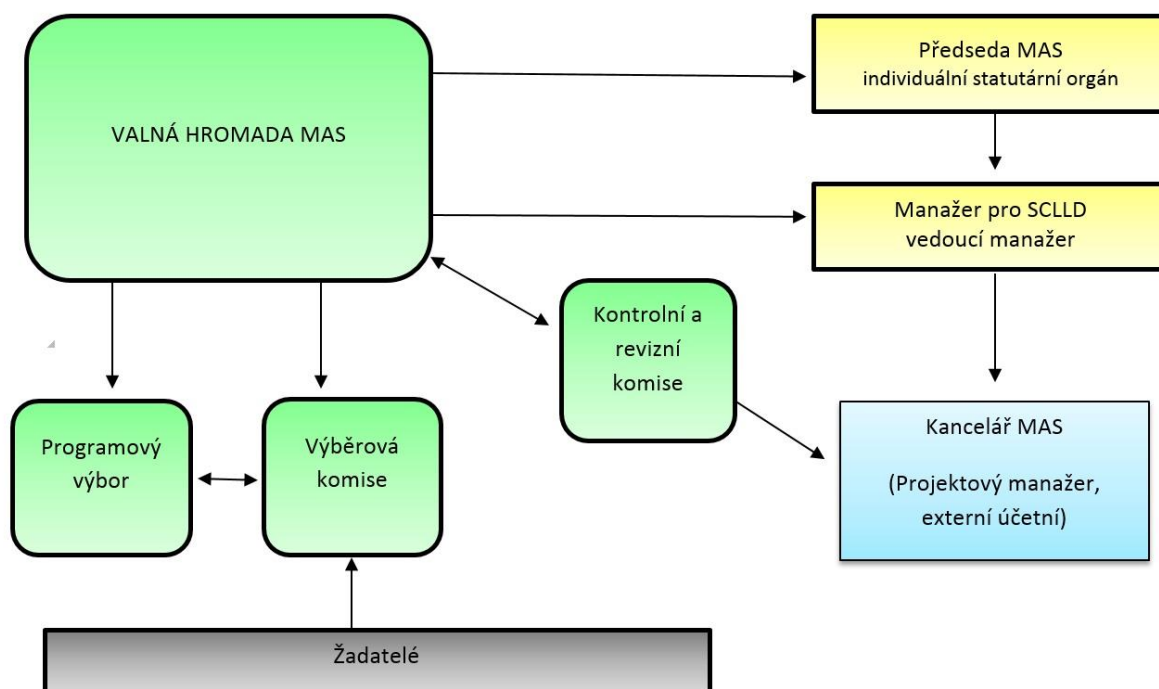 VALNÁ HROMADA MAS
Předseda MAS
individuální statutární orgán
Manažer pro SCLLD
vedoucí manažer
Kontrolní a
revizní
komise
Programový
výbor
Výběrová
komise
Kancelář MAS
(Projektový manažer,
externí účetní)
Žadatelé